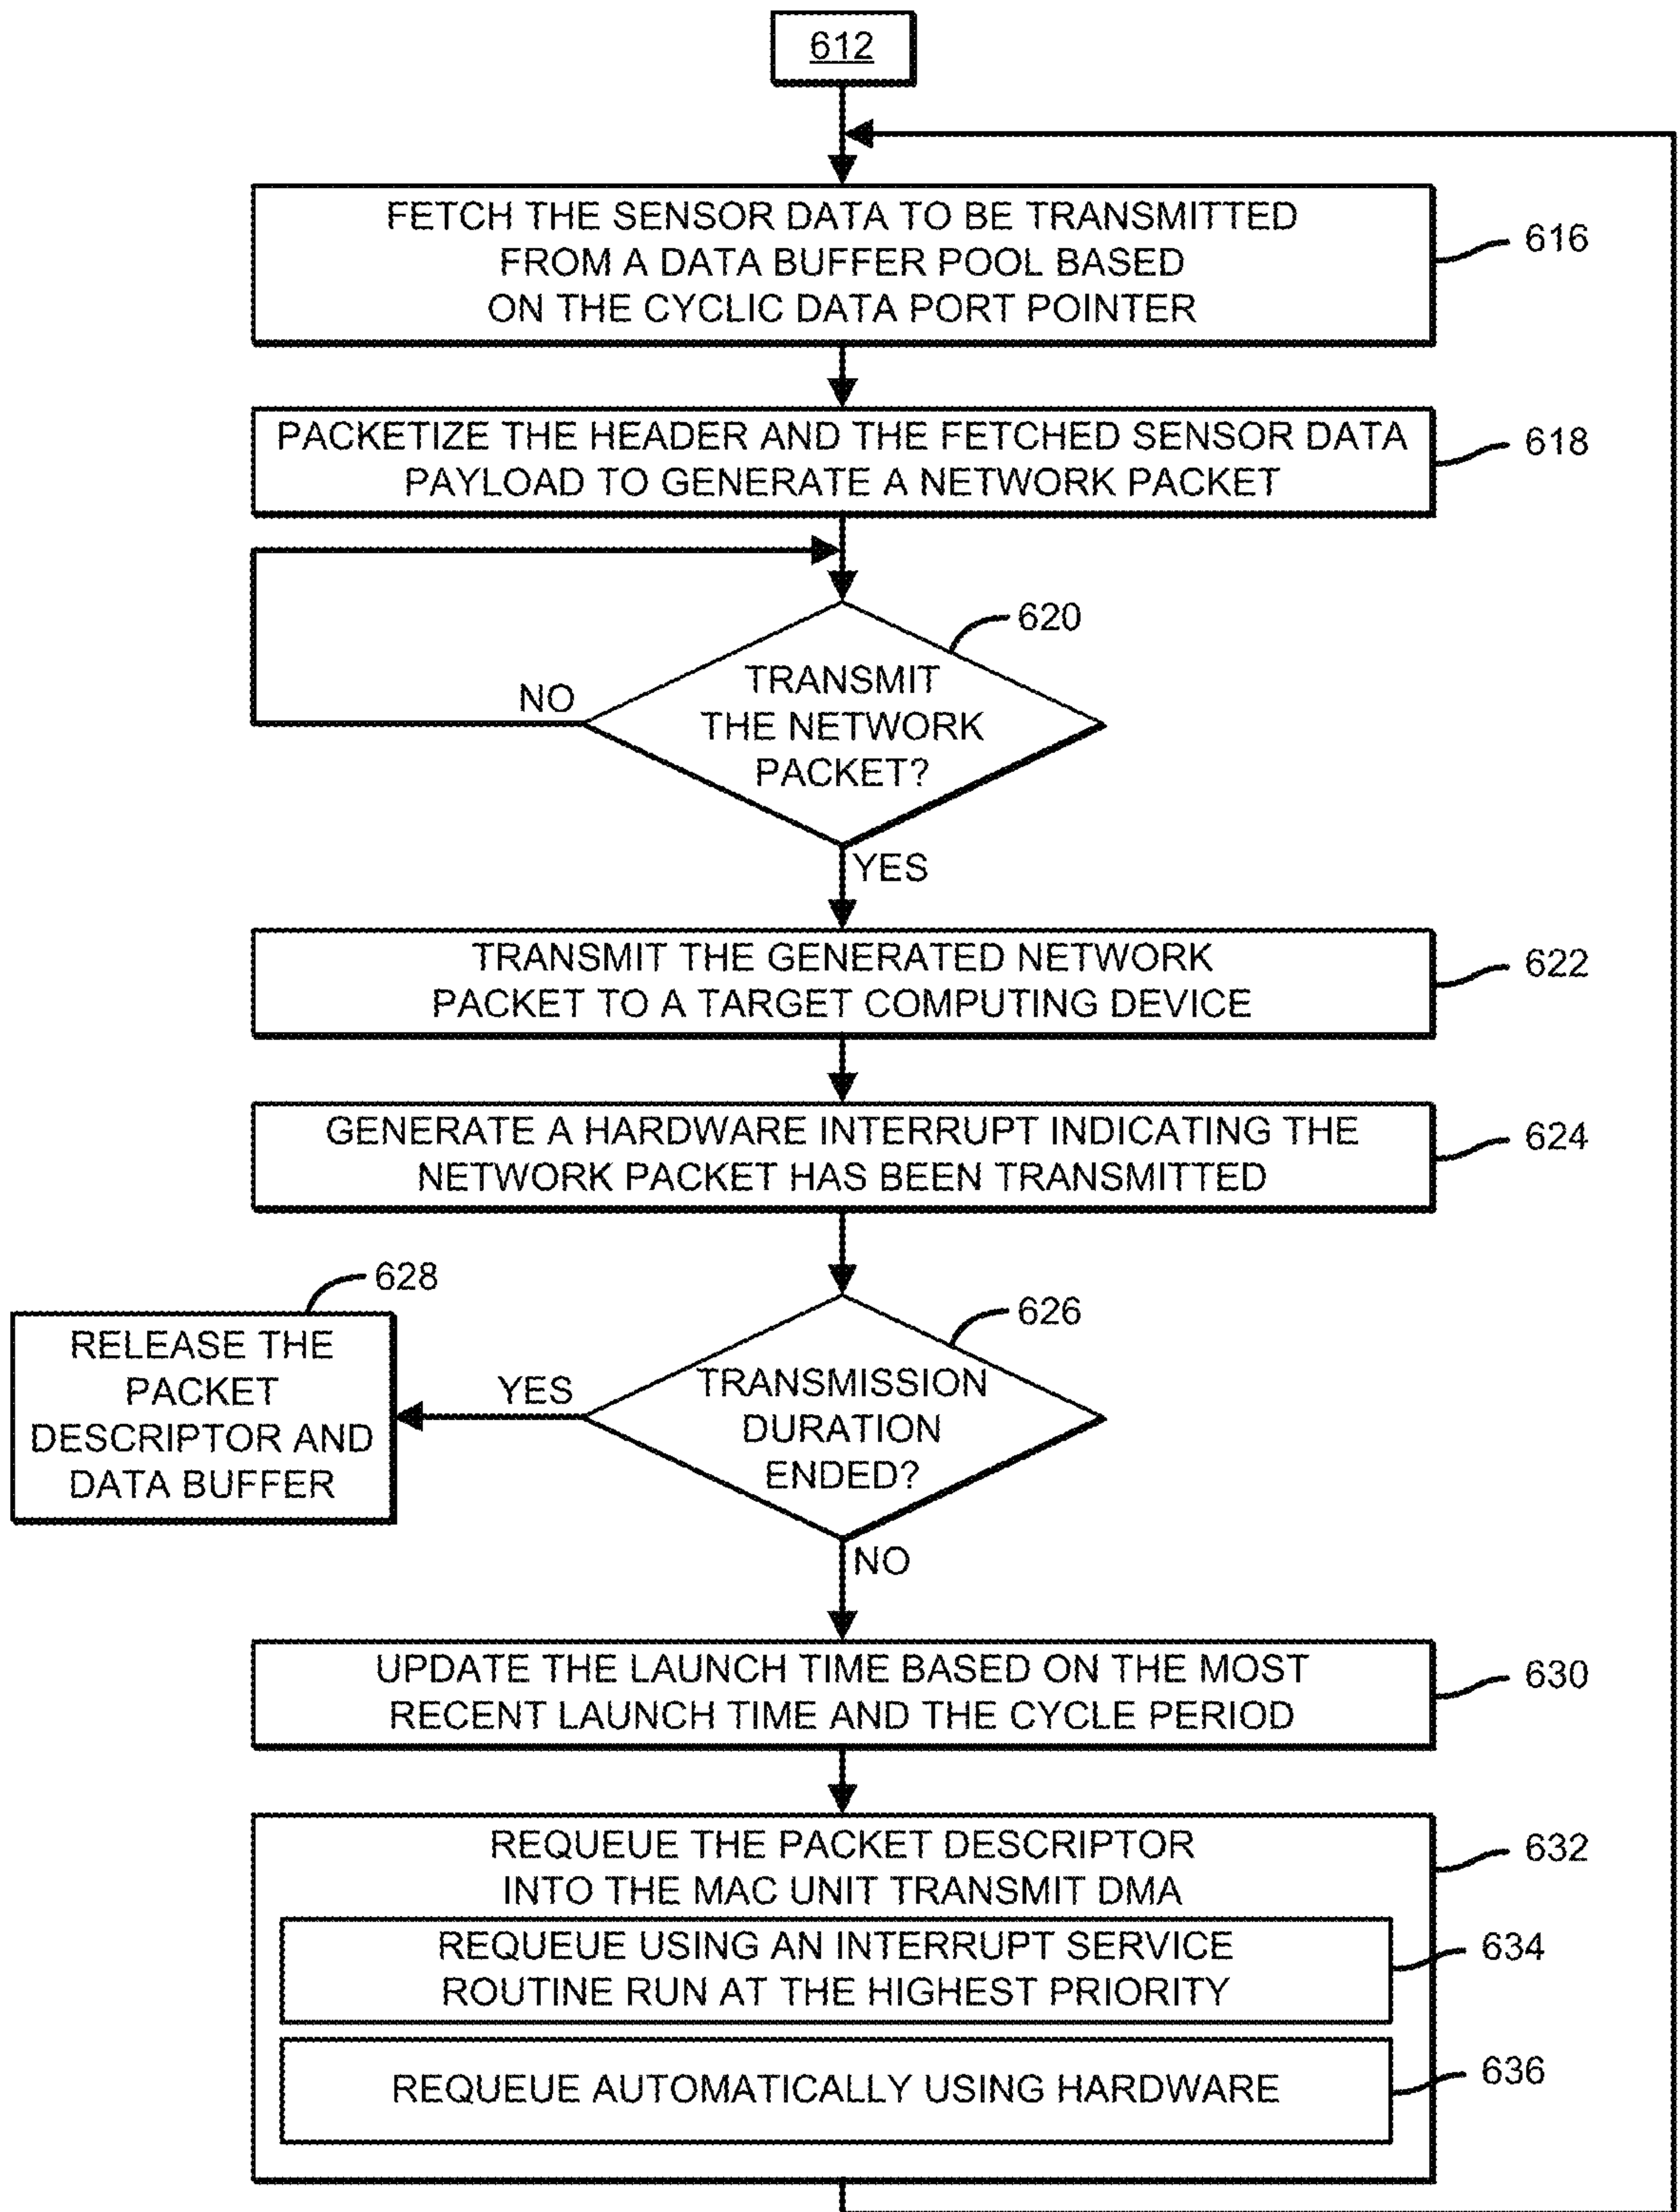 612
FETCH THE SENSOR DATA TO BE TRANSMITTED
FROM A DATA BUFFER POOL BASED
ON THE CYCLIC DATA PORT POINTER
616
PACKETIZE THE HEADER AND THE FETCHED SENSOR DATA
PAYLOAD TO GENERATE A NETWORK PACKET
618
620
TRANSMIT
THE NETWORK
PACKET?
NO
YES
TRANSMIT THE GENERATED NETWORK
PACKET TO A TARGET COMPUTING DEVICE
622
GENERATE A HARDWARE INTERRUPT INDICATING THE
NETWORK PACKET HAS BEEN TRANSMITTED
624
626
TRANSMISSION
DURATION
ENDED?
YES
628
RELEASE THE
PACKET
DESCRIPTOR AND
DATA BUFFER
NO
UPDATE THE LAUNCH TIME BASED ON THE MOST
RECENT LAUNCH TIME AND THE CYCLE PERIOD
630
REQUEUE THE PACKET DESCRIPTOR
INTO THE MAC UNIT TRANSMIT DMA
632
REQUEUE USING AN INTERRUPT SERVICE
ROUTINE RUN AT THE HIGHEST PRIORITY
634
REQUEUE AUTOMATICALLY USING HARDWARE
636